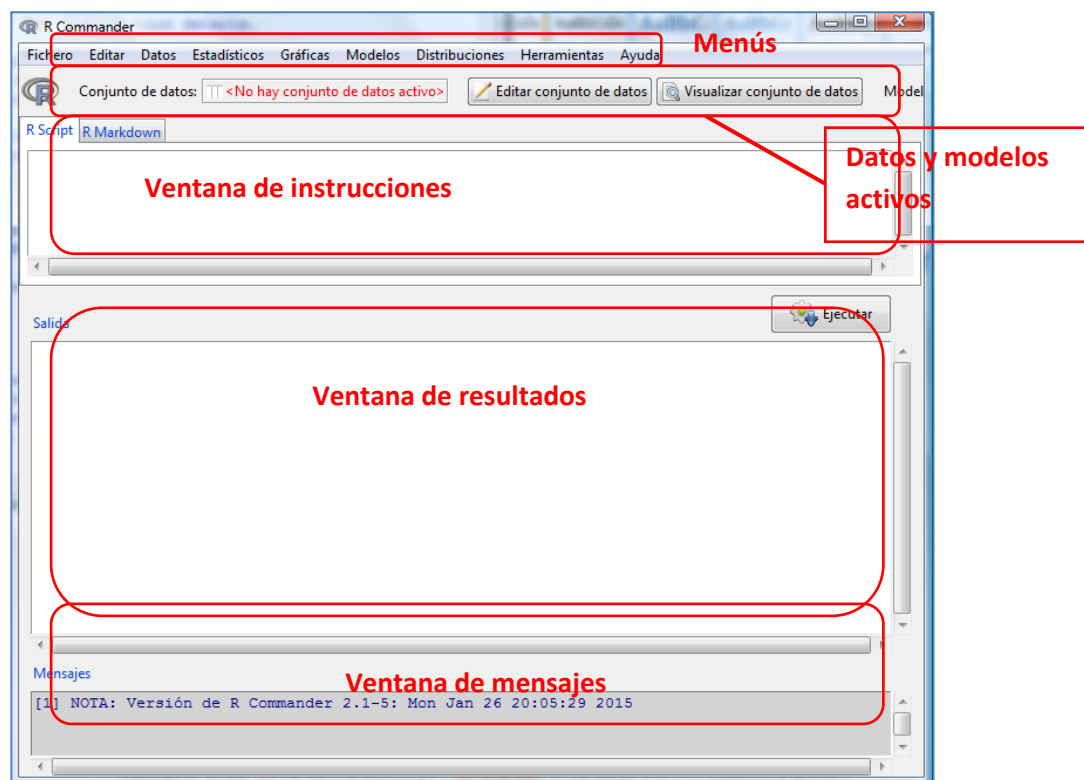 R Commander
Fichero Editar Datos Estadísticos Gráficas Modelos Distribuciones Herramientas Ayuda
Menús
Conjunto de datos: <No hay conjunto de datos activo> Editar conjunto de datos Visualizar conjunto de datos Model
R Script R Markdown
Datos y modelos
activos
Ventana de instrucciones
Salida
Ejecutar
Ventana de resultados
Mensajes
Ventana de mensajes
[1] NOTA: Versión de R Commander 2.1-5: Mon Jan 26 20:05:29 2015